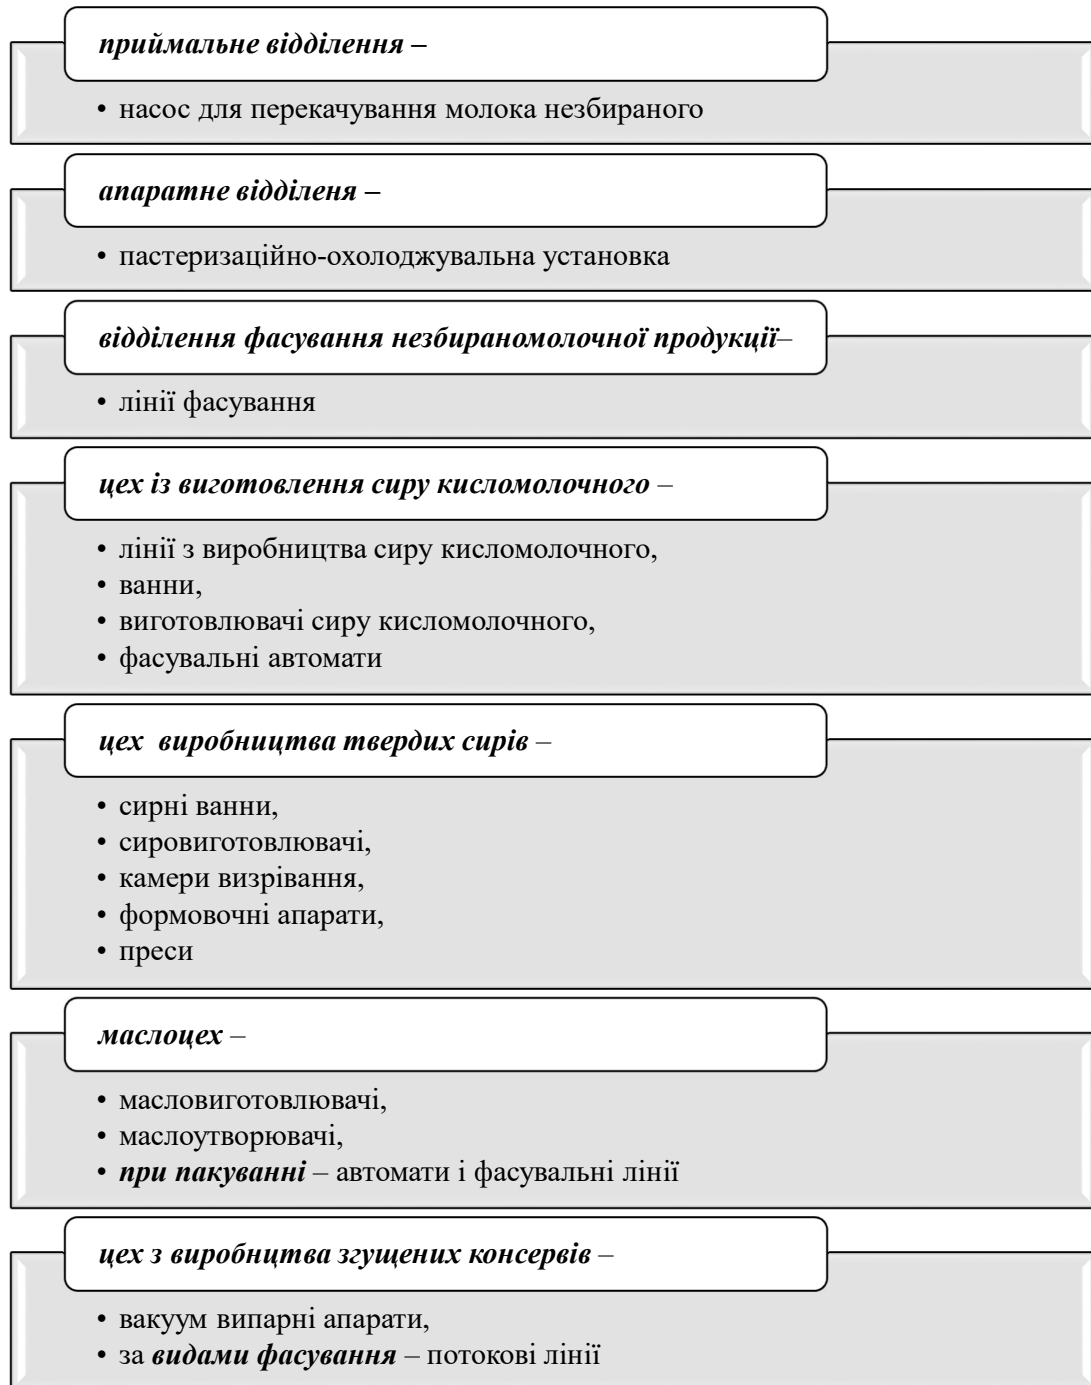 приймальне відділення –
• насос для перекачування молока незбираного
апаратне відділеня –
• пастеризаційно-охолоджувальна установка
відділення фасування незбираномолочної продукції–
• лінії фасування
цех із виготовлення сиру кисломолочного –
• лінії з виробництва сиру кисломолочного,
• ванни,
• виготовлювачі сиру кисломолочного,
• фасувальні автомати
цех виробництва твердих сирів –
• сирні ванни,
• сировиготовлювачі,
• камери визрівання,
• формовочні апарати,
• преси
маслоцех –
• масловиготовлювачі,
• маслоутворювачі,
• при пакуванні – автомати і фасувальні лінії
цех з виробництва згущених консервів –
• вакуум випарні апарати,
• за видами фасування – потокові лінії